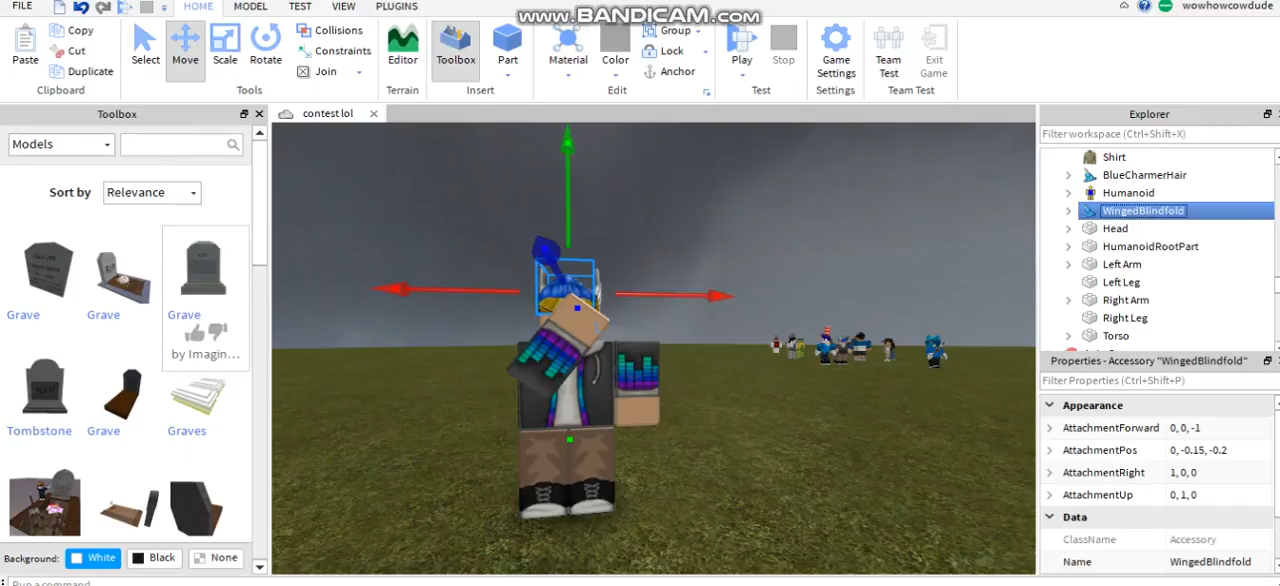 www.BANDICAM.com
FILE
HOME
MODEL
TEST
VIEW
PLUGINS
wowhowcowdude
Paste
Copy
Cut
Duplicate
Clipboard
Select
Move
Scale
Rotate
Collisions
Constraints
Join
Tools
Editor
Terrain
Toolbox
Part
Insert
Material
Color
Group
Lock
Anchor
Edit
Play
Stop
Test
Game Settings
Settings
Team Test
Exit Game
Team Test
Toolbox
contest lol
Explorer
Models
Filter workspace (Ctrl+Shift+X)
Sort by
Relevance
Grave
Grave
Grave
by Imagin...
Tombstone
Grave
Graves
Background:
White
Black
None
Run a command
Shirt
BlueCharmerHair
Humanoid
WingedBlindfold
Head
HumanoidRootPart
Left Arm
Left Leg
Right Arm
Right Leg
Torso
Properties - Accessory "WingedBlindfold"
Filter Properties (Ctrl+Shift+P)
Appearance
AttachmentForward 0, 0, -1
AttachmentPos 0, -0.15, -0.2
AttachmentRight 1, 0, 0
AttachmentUp 0, 1, 0
Data
ClassName Accessory
Name WingedBlindfold